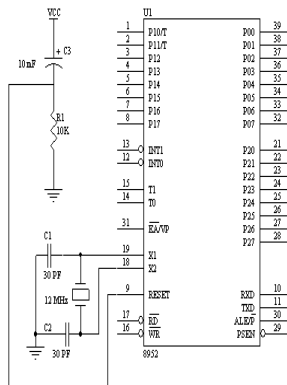 VCC
C3
10mF
R1
10K
C1
30 PF
12 MHz
C2
30 PF
U1
1 P10/T P00 39
2 P11/T P01 38
3 P12 P02 37
4 P13 P03 36
5 P14 P04 35
6 P15 P05 34
7 P16 P06 33
8 P17 P07 32
13 INT1 P20 21
12 INT0 P21 22
P22 23
15 T1 P23 24
14 T0 P24 25
P25 26
31 EA/VP P26 27
P27 28
19 X1
18 X2
9 RESET RXD 10
TXD 11
17 RD ALE/P 30
16 WR PSEN 29
8952